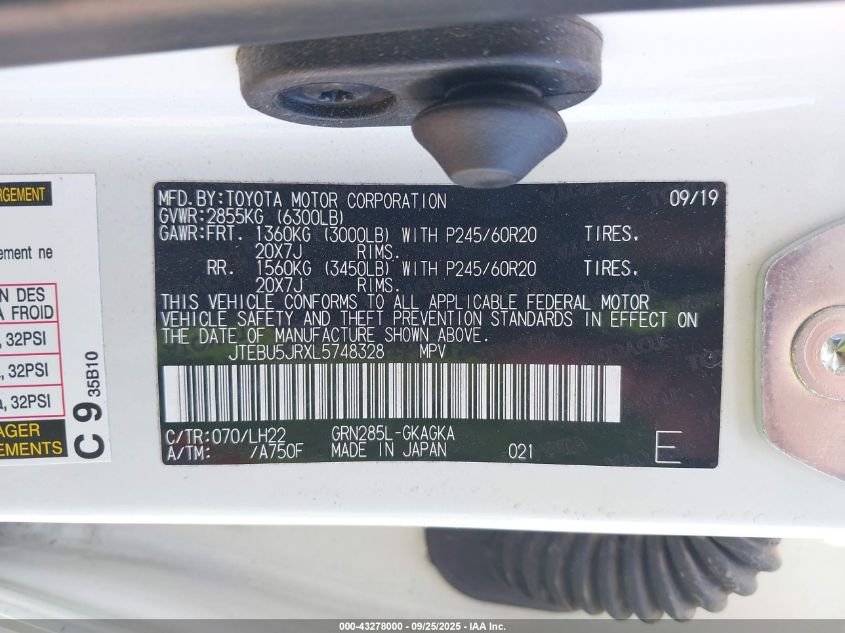 RGEMENT
ement ne
N DES
A FROID
, 32PSI
a, 32PSI
a, 32PSI
AGER
EMENTS
C 9 35B10
MFD.BY:TOYOTA MOTOR CORPORATION 09/19
GVWR:2855KG (6300LB)
GAWR:FRT. 1360KG (3000LB) WITH P245/60R20 TIRES,
20X7J RIMS.
RR. 1560KG (3450LB) WITH P245/60R20 TIRES,
20X7J RIMS.
THIS VEHICLE CONFORMS TO ALL APPLICABLE FEDERAL MOTOR
VEHICLE SAFETY AND THEFT PREVENTION STANDARDS IN EFFECT ON
THE DATE OF MANUFACTURE SHOWN ABOVE.
JTEBU5JRXL5748328 MPV
C/TR:070/LH22 GRN285L-GKAGKA
A/TM: /A750F MADE IN JAPAN 021 E
000-43278000 - 09/25/2025 - IAA Inc.